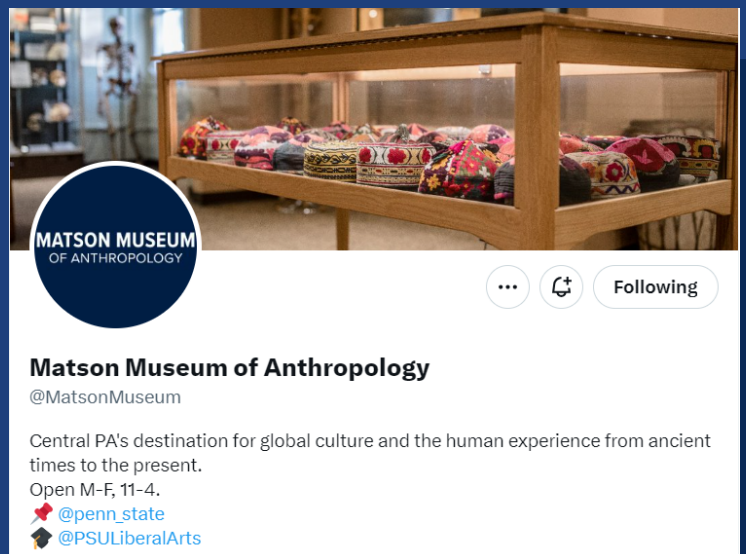 MATSON MUSEUM
OF ANTHROPOLOGY
Following
Matson Museum of Anthropology
@MatsonMuseum
Central PA's destination for global culture and the human experience from ancient
times to the present.
Open M-F, 11-4.
📌 @penn_state
🎓 @PSULiberalArts